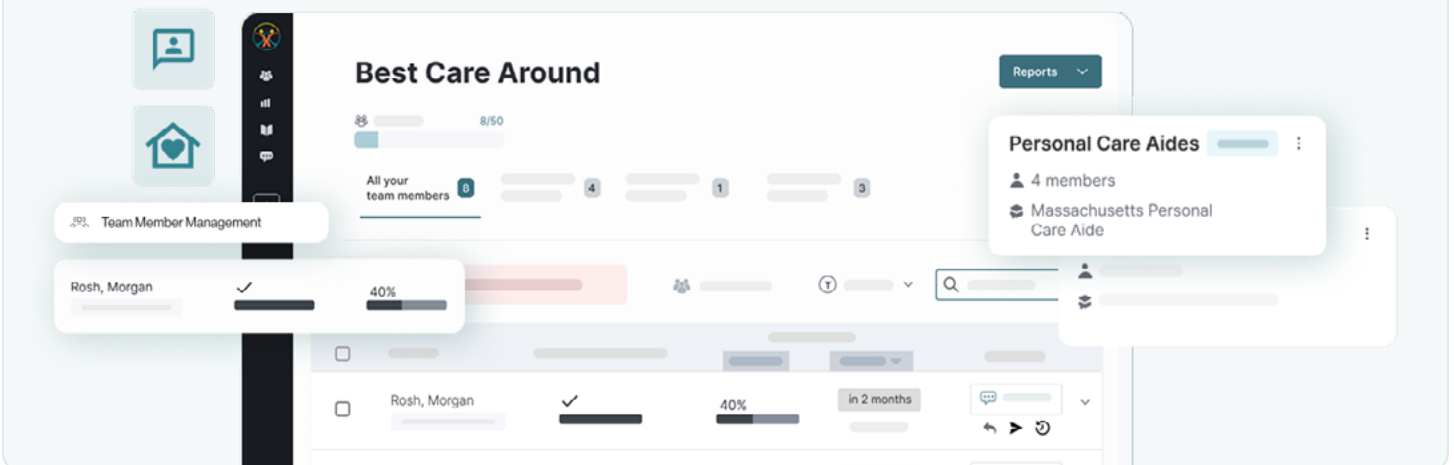 Best Care Around
Reports
8/50
All your
team members 8
4
1
3
Personal Care Aides
4 members
Massachusetts Personal
Care Aide
Team Member Management
Rosh, Morgan
40%
T
Rosh, Morgan
40%
in 2 months